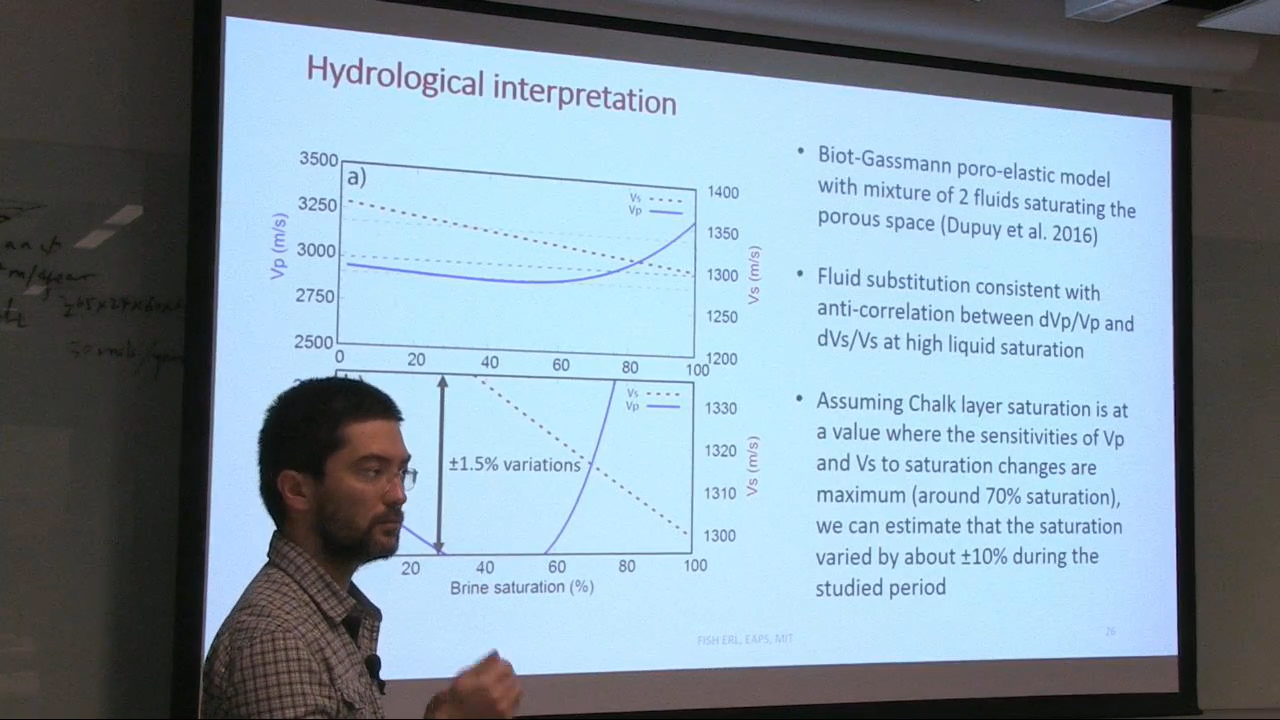 Hydrological interpretation
3500
3250
3000
2750
2500
Vp (m/s)
a)
Vs
Vp
1400
1350
1300
1250
1200
Vs (m/s)
0 20 40 60 80 100
Vs
Vp
±1.5% variations
1330
1320
1310
1300
Vs (m/s)
20 40 60 80 100
Brine saturation (%)
• Biot-Gassmann poro-elastic model
with mixture of 2 fluids saturating the
porous space (Dupuy et al. 2016)
• Fluid substitution consistent with
anti-correlation between dVp/Vp and
dVs/Vs at high liquid saturation
• Assuming Chalk layer saturation is at
a value where the sensitivities of Vp
and Vs to saturation changes are
maximum (around 70% saturation),
we can estimate that the saturation
varied by about ±10% during the
studied period
FISH ERL, EAPS, MIT
26